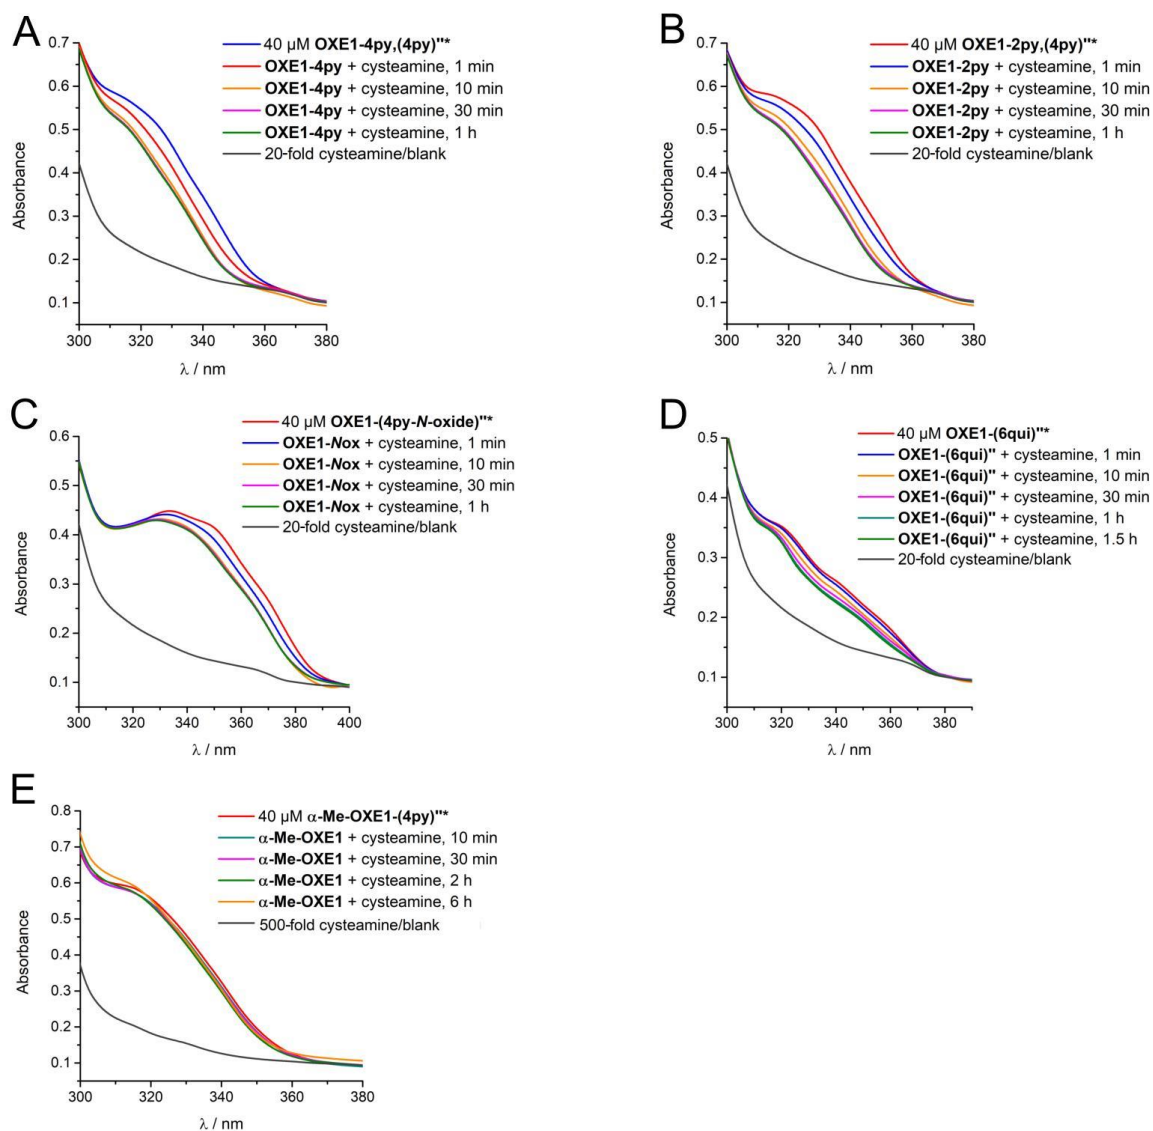 A
40 µM OXE1-4py,(4py)"*
OXE1-4py + cysteamine, 1 min
OXE1-4py + cysteamine, 10 min
OXE1-4py + cysteamine, 30 min
OXE1-4py + cysteamine, 1 h
20-fold cysteamine/blank
Absorbance
0.7
0.6
0.5
0.4
0.3
0.2
0.1
300 320 340 360 380
λ / nm
B
40 µM OXE1-2py,(4py)"*
OXE1-2py + cysteamine, 1 min
OXE1-2py + cysteamine, 10 min
OXE1-2py + cysteamine, 30 min
OXE1-2py + cysteamine, 1 h
20-fold cysteamine/blank
Absorbance
0.7
0.6
0.5
0.4
0.3
0.2
0.1
300 320 340 360 380
λ / nm
C
40 µM OXE1-(4py-N-oxide)"*
OXE1-Nox + cysteamine, 1 min
OXE1-Nox + cysteamine, 10 min
OXE1-Nox + cysteamine, 30 min
OXE1-Nox + cysteamine, 1 h
20-fold cysteamine/blank
Absorbance
0.6
0.5
0.4
0.3
0.2
0.1
300 320 340 360 380 400
λ / nm
D
40 µM OXE1-(6qui)"*
OXE1-(6qui)" + cysteamine, 1 min
OXE1-(6qui)" + cysteamine, 10 min
OXE1-(6qui)" + cysteamine, 30 min
OXE1-(6qui)" + cysteamine, 1 h
OXE1-(6qui)" + cysteamine, 1.5 h
20-fold cysteamine/blank
Absorbance
0.5
0.4
0.3
0.2
0.1
300 320 340 360 380
λ / nm
E
40 µM α-Me-OXE1-(4py)"*
α-Me-OXE1 + cysteamine, 10 min
α-Me-OXE1 + cysteamine, 30 min
α-Me-OXE1 + cysteamine, 2 h
α-Me-OXE1 + cysteamine, 6 h
500-fold cysteamine/blank
Absorbance
0.8
0.7
0.6
0.5
0.4
0.3
0.2
0.1
300 320 340 360 380
λ / nm